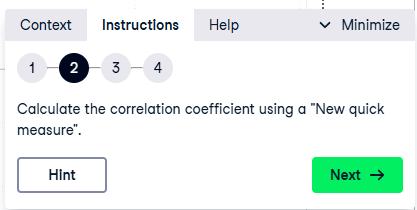 Context Instructions Help Minimize
1 2 3 4
Calculate the correlation coefficient using a "New quick
measure".
Hint Next